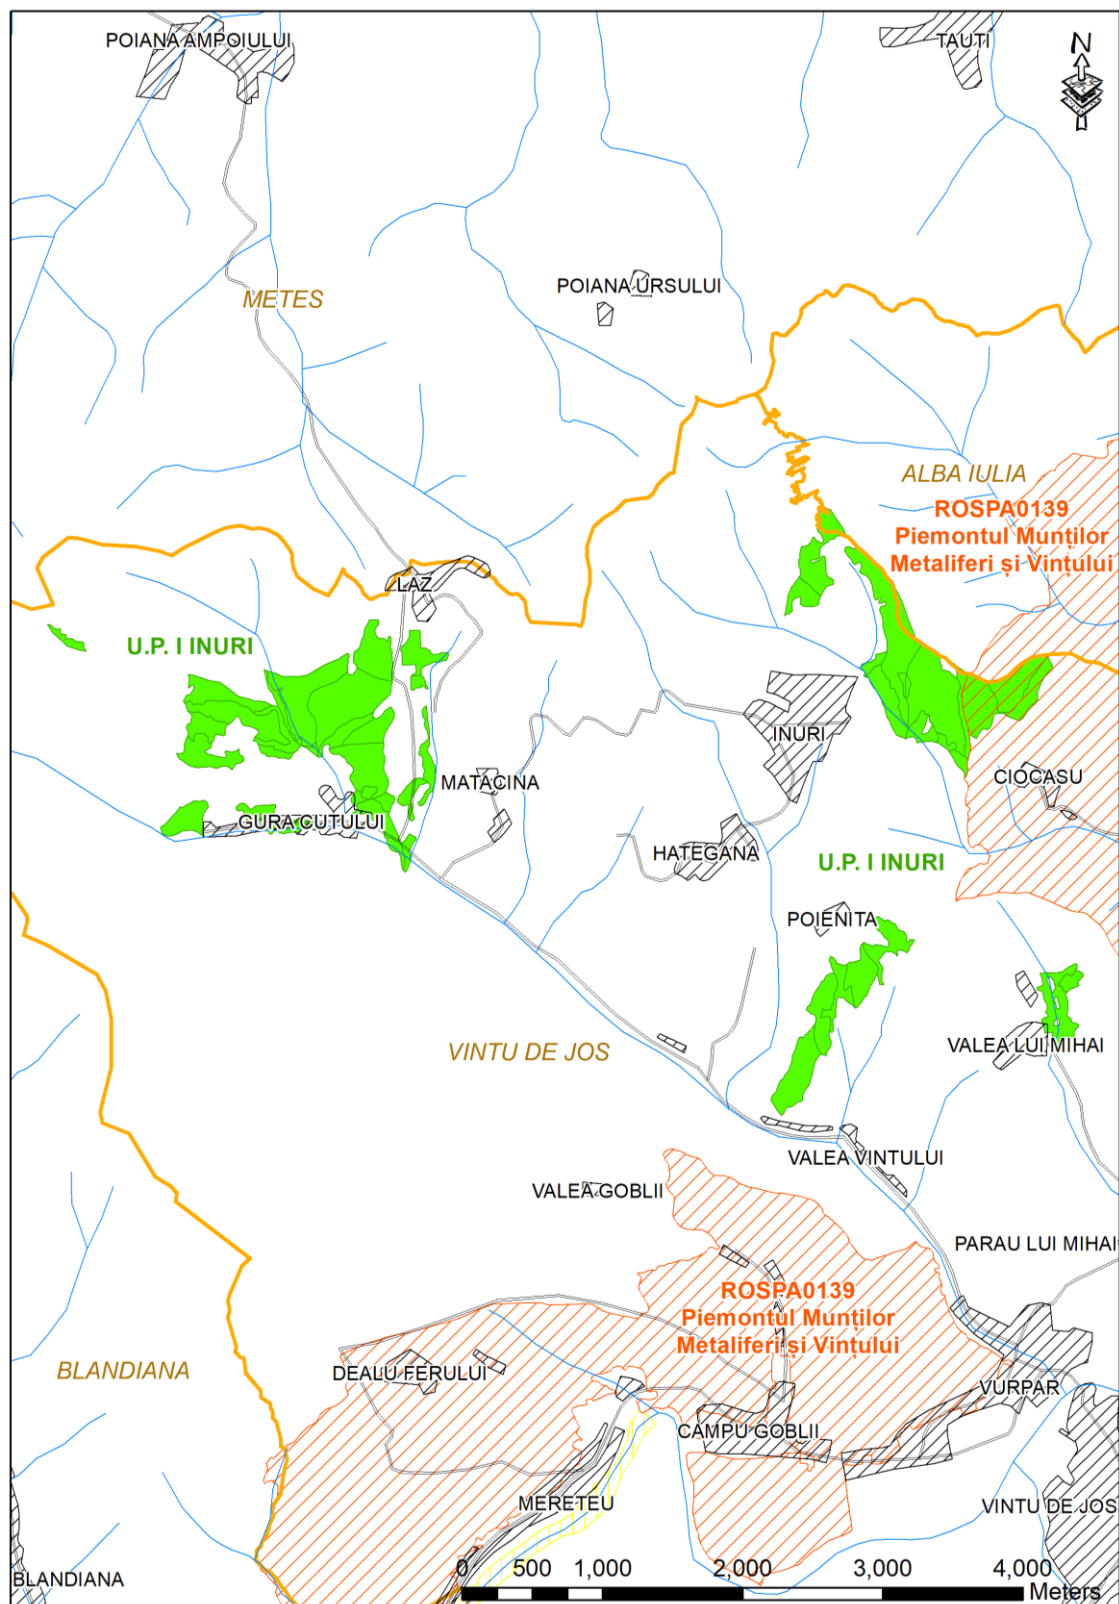 POIANA AMPOIULUI
TAUTI
N
POIANA URSULUI
METES
ALBA IULIA
ROSPA0139
Piemontul Munților
Metaliferi și Vințului
LAZ
U.P. I INURI
INURI
CIOCASU
MATACINA
GURA CUTULUI
HATEGANA
U.P. I INURI
POIENITA
VALEA LUI MIHAI
VINTU DE JOS
VALEA VINTULUI
VALEA GOBLII
PARAU LUI MIHAI
ROSPA0139
Piemontul Munților
Metaliferi și Vințului
BLANDIANA
DEALU FERULUI
VURPAR
CAMPU GOBLII
MERETEU
VINTU DE JOS
BLANDIANA
0 500 1,000 2,000 3,000 4,000
Meters